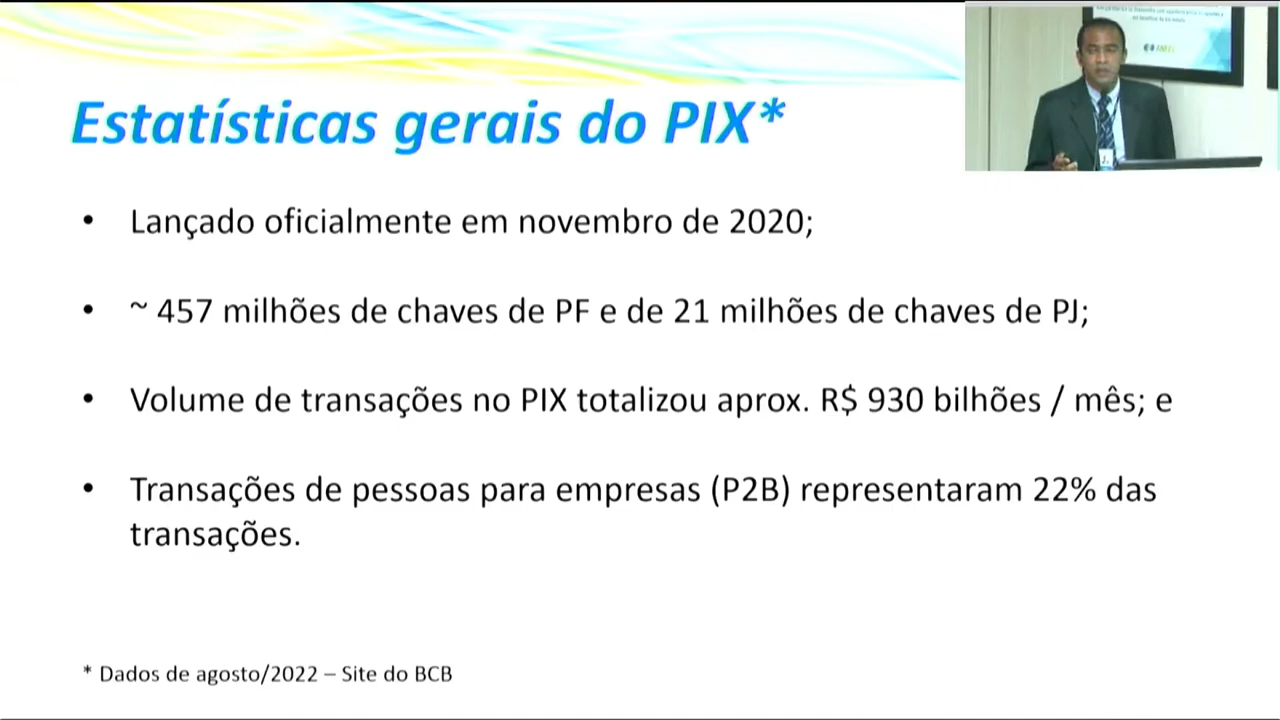 Estatísticas gerais do PIX*
• Lançado oficialmente em novembro de 2020;
• ~ 457 milhões de chaves de PF e de 21 milhões de chaves de PJ;
• Volume de transações no PIX totalizou aprox. R$ 930 bilhões / mês; e
• Transações de pessoas para empresas (P2B) representaram 22% das
transações.
* Dados de agosto/2022 – Site do BCB